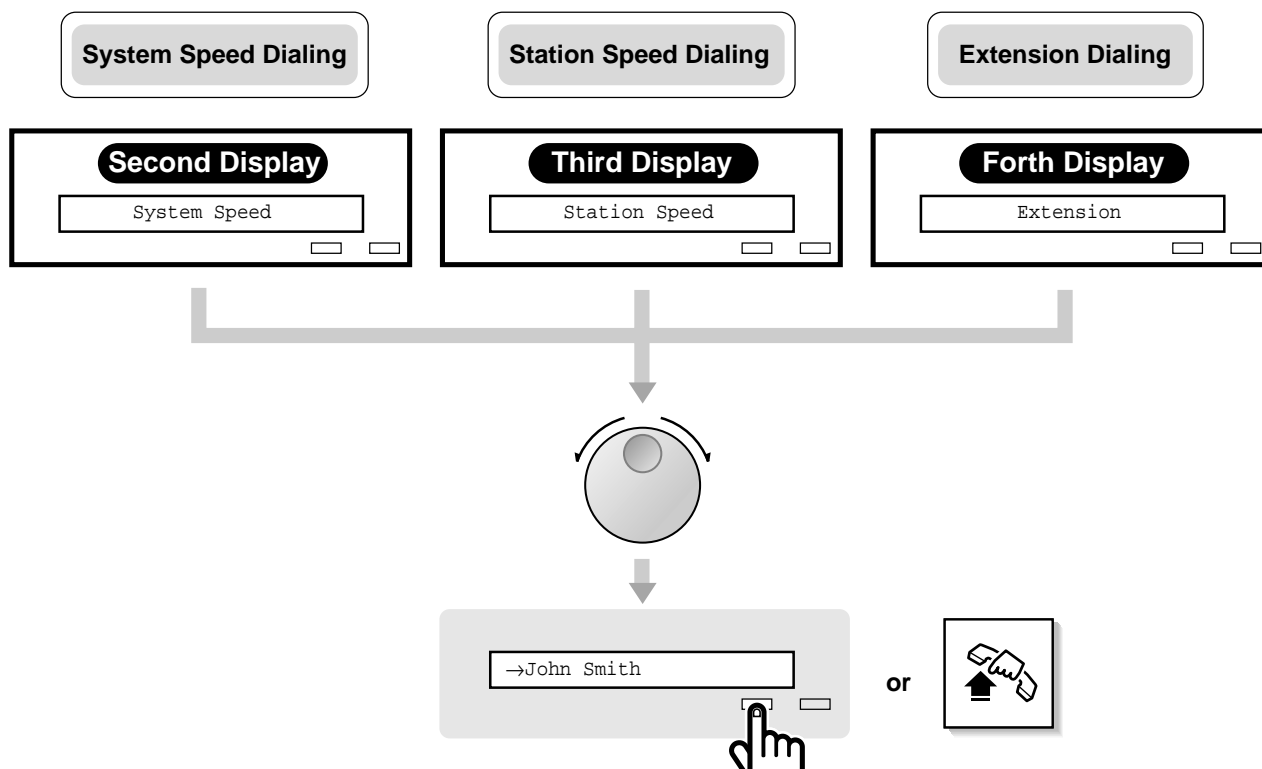 System Speed Dialing
Station Speed Dialing
Extension Dialing
Second Display
Third Display
Forth Display
System Speed
Station Speed
Extension
→John Smith
or